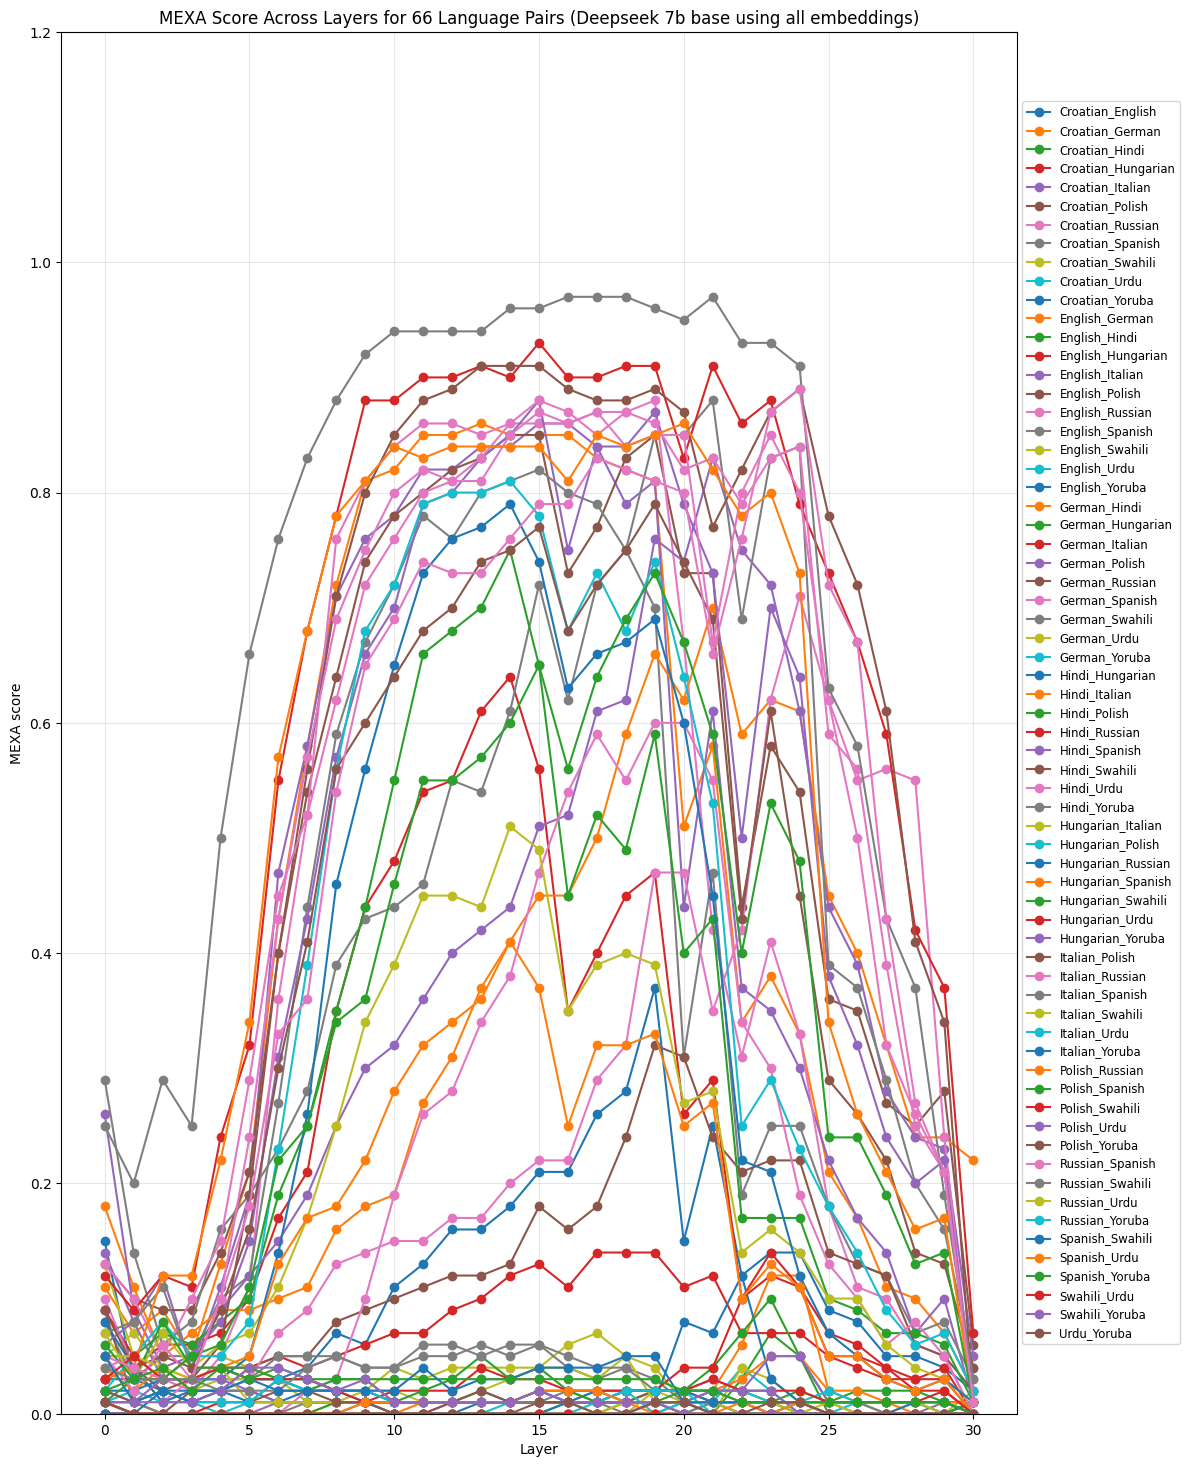 MEXA Score Across Layers for 66 Language Pairs (Deepseek 7b base using all embeddings)
1.2
1.0
0.8
0.6
0.4
0.2
0.0
MEXA score
0 5 10 15 20 25 30
Layer
Croatian_English
Croatian_German
Croatian_Hindi
Croatian_Hungarian
Croatian_Italian
Croatian_Polish
Croatian_Russian
Croatian_Spanish
Croatian_Swahili
Croatian_Urdu
Croatian_Yoruba
English_German
English_Hindi
English_Hungarian
English_Italian
English_Polish
English_Russian
English_Spanish
English_Swahili
English_Urdu
English_Yoruba
German_Hindi
German_Hungarian
German_Italian
German_Polish
German_Russian
German_Spanish
German_Swahili
German_Urdu
German_Yoruba
Hindi_Hungarian
Hindi_Italian
Hindi_Polish
Hindi_Russian
Hindi_Spanish
Hindi_Swahili
Hindi_Urdu
Hindi_Yoruba
Hungarian_Italian
Hungarian_Polish
Hungarian_Russian
Hungarian_Spanish
Hungarian_Swahili
Hungarian_Urdu
Hungarian_Yoruba
Italian_Polish
Italian_Russian
Italian_Spanish
Italian_Swahili
Italian_Urdu
Italian_Yoruba
Polish_Russian
Polish_Spanish
Polish_Swahili
Polish_Urdu
Polish_Yoruba
Russian_Spanish
Russian_Swahili
Russian_Urdu
Russian_Yoruba
Spanish_Swahili
Spanish_Urdu
Spanish_Yoruba
Swahili_Urdu
Swahili_Yoruba
Urdu_Yoruba